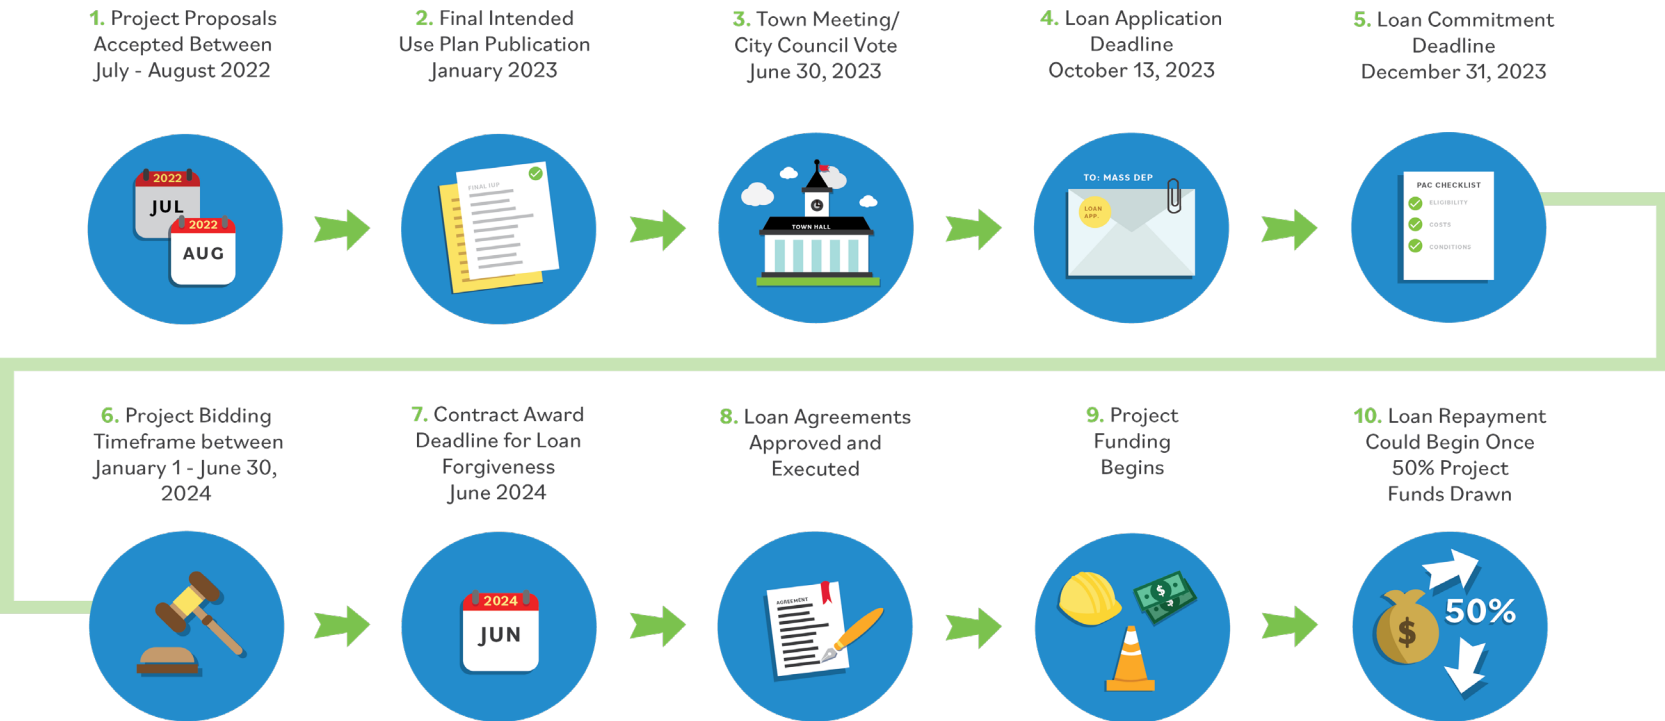 1. Project Proposals
Accepted Between
July - August 2022
2. Final Intended
Use Plan Publication
January 2023
3. Town Meeting/
City Council Vote
June 30, 2023
4. Loan Application
Deadline
October 13, 2023
5. Loan Commitment
Deadline
December 31, 2023
2022
JUL
2022
AUG
FINAL IUP
TOWN HALL
TO: MASS DEP
LOAN
APP.
PAC CHECKLIST
ELIGIBILITY
COSTS
CONDITIONS
6. Project Bidding
Timeframe between
January 1 - June 30,
2024
7. Contract Award
Deadline for Loan
Forgiveness
June 2024
8. Loan Agreements
Approved and
Executed
9. Project
Funding
Begins
10. Loan Repayment
Could Begin Once
50% Project
Funds Drawn
2024
JUN
AGREEMENT
$
$
$
50%